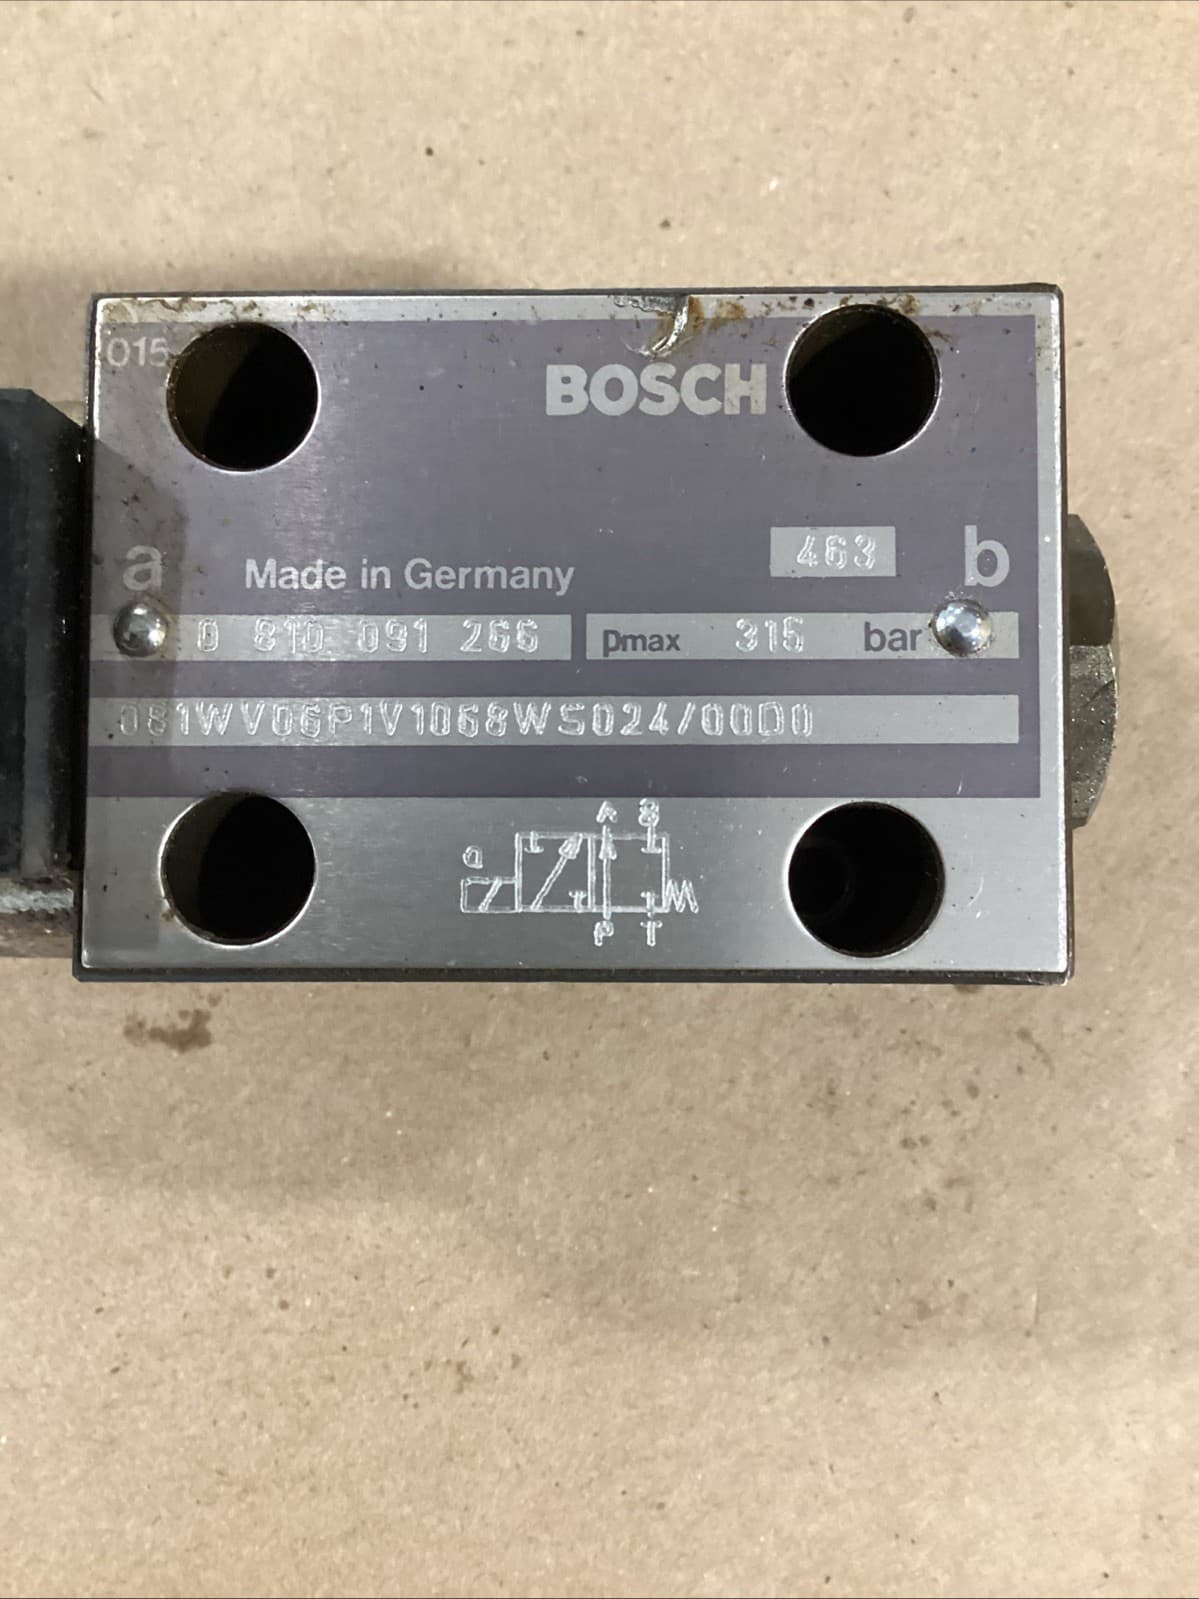 015
BOSCH
463
a
Made in Germany
b
0 810 091 266
pmax 315 bar
081WV06P1V1068WS024/00D0
A B
a
P T